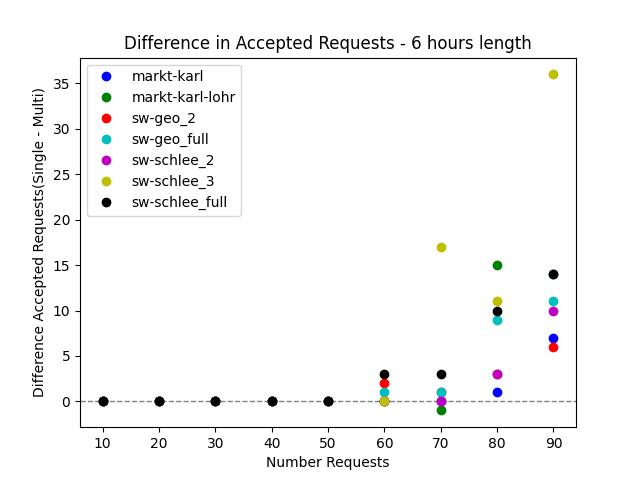 Difference in Accepted Requests - 6 hours length
Difference Accepted Requests(Single - Multi)
35
30
25
20
15
10
5
0
markt-karl
markt-karl-lohr
sw-geo_2
sw-geo_full
sw-schlee_2
sw-schlee_3
sw-schlee_full
10 20 30 40 50 60 70 80 90
Number Requests